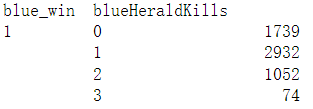 blue_win  blueHeraldKills
1         0                  1739
          1                  2932
          2                  1052
          3                    74